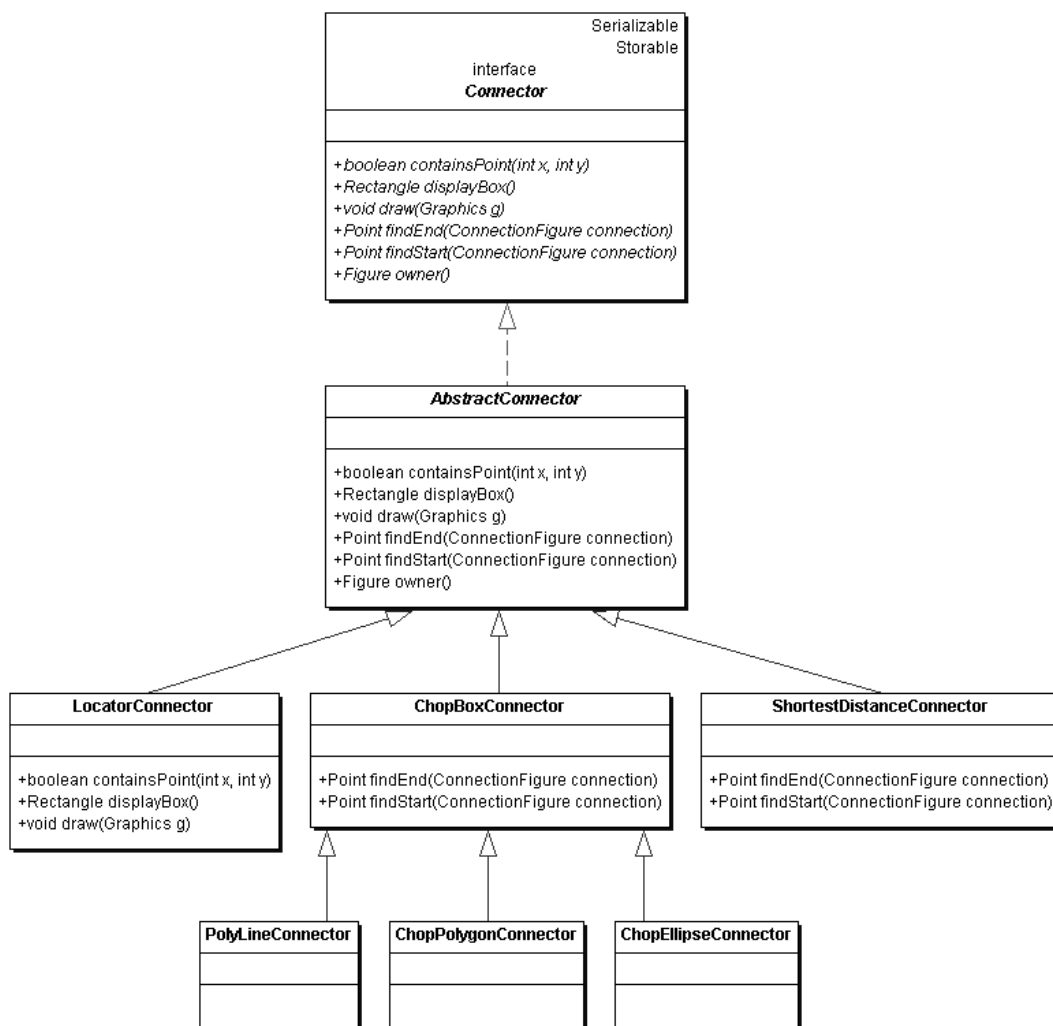 Serializable
Storable
interface
Connector
+boolean containsPoint(int x, int y)
+Rectangle displayBox()
+void draw(Graphics g)
+Point findEnd(ConnectionFigure connection)
+Point findStart(ConnectionFigure connection)
+Figure owner()
AbstractConnector
+boolean containsPoint(int x, int y)
+Rectangle displayBox()
+void draw(Graphics g)
+Point findEnd(ConnectionFigure connection)
+Point findStart(ConnectionFigure connection)
+Figure owner()
LocatorConnector
+boolean containsPoint(int x, int y)
+Rectangle displayBox()
+void draw(Graphics g)
ChopBoxConnector
+Point findEnd(ConnectionFigure connection)
+Point findStart(ConnectionFigure connection)
ShortestDistanceConnector
+Point findEnd(ConnectionFigure connection)
+Point findStart(ConnectionFigure connection)
PolyLineConnector
ChopPolygonConnector
ChopEllipseConnector